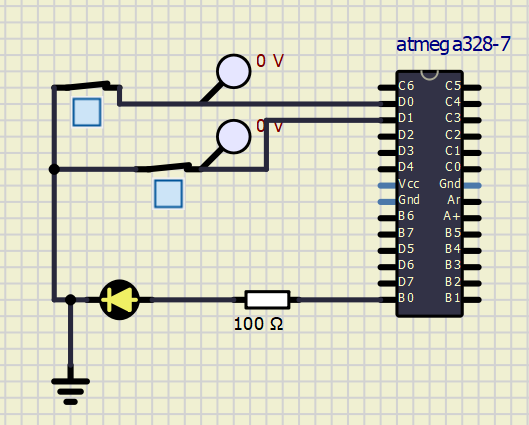 atmega328-7
0 V
0 V
C6 C5
D0 C4
D1 C3
D2 C2
D3 C1
D4 C0
Vcc Gnd
Gnd Ar
B6 A+
B7 B5
D5 B4
D6 B3
D7 B2
B0 B1
100 Ω